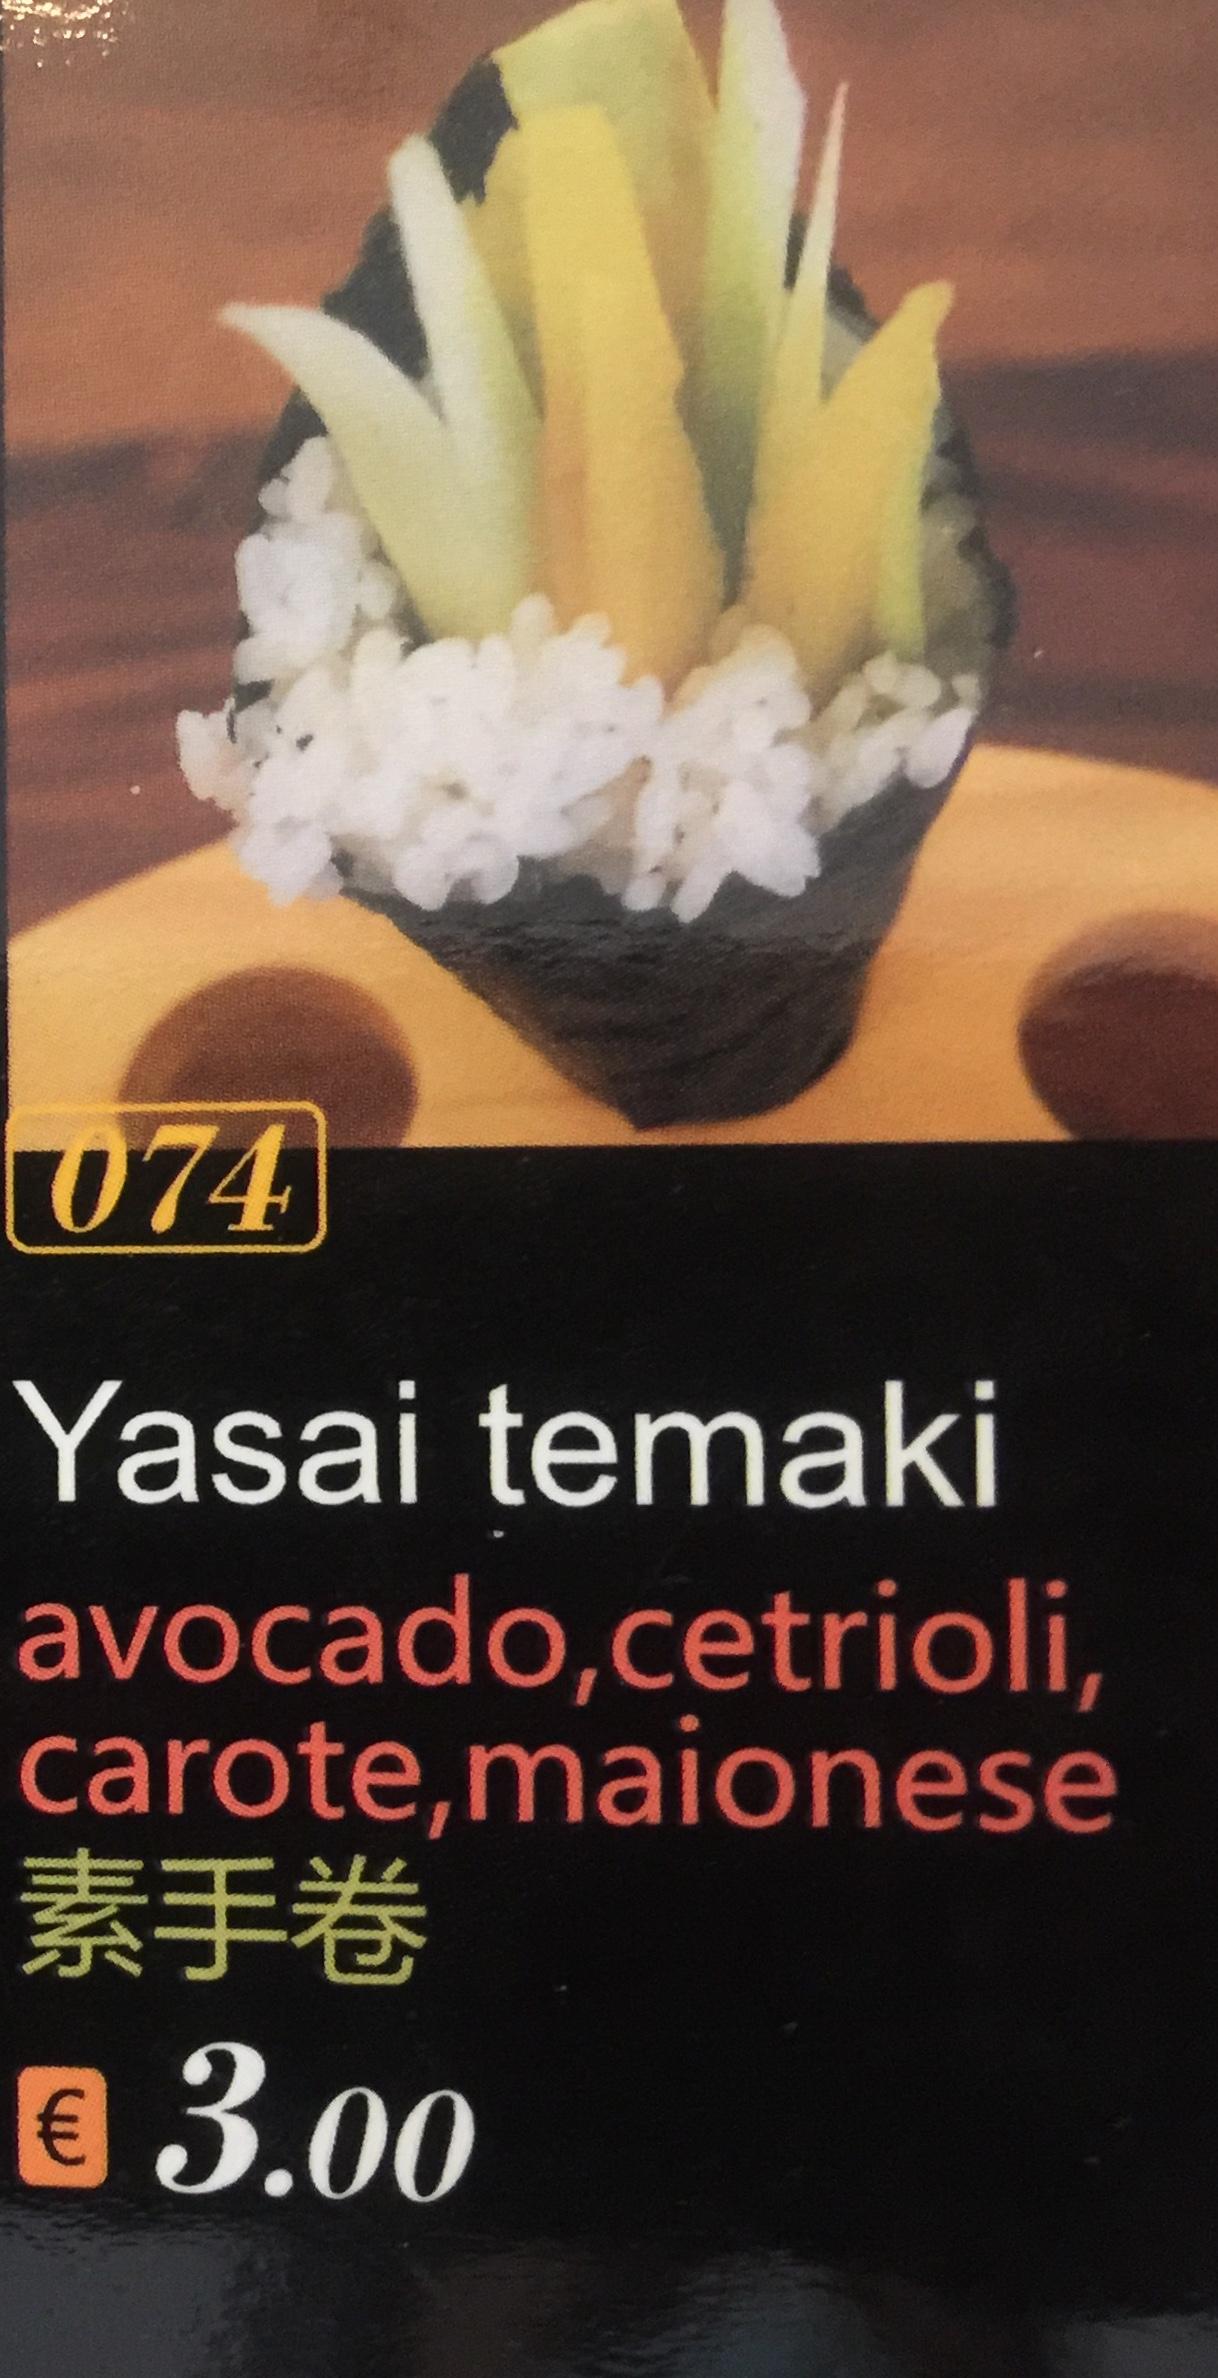 074
Yasai temaki
avocado,cetrioli,
carote,maionese
素手卷
€ 3.00